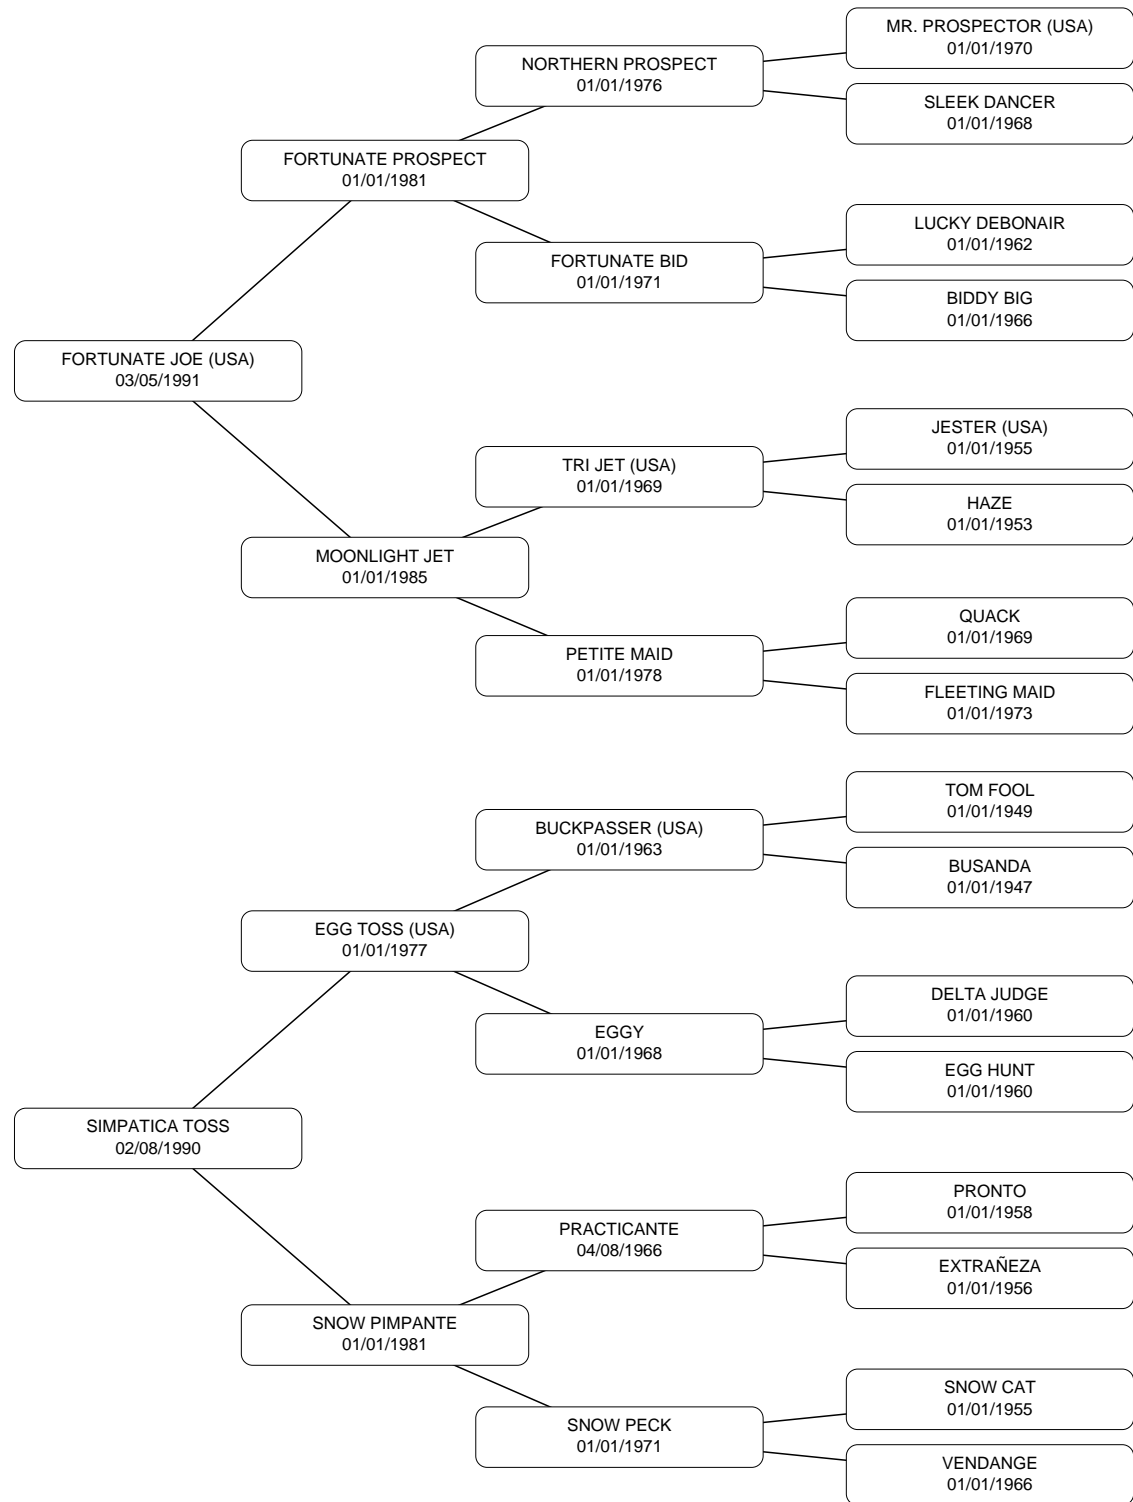 MR. PROSPECTOR (USA)
01/01/1970
NORTHERN PROSPECT
01/01/1976
SLEEK DANCER
01/01/1968
FORTUNATE PROSPECT
01/01/1981
LUCKY DEBONAIR
01/01/1962
FORTUNATE BID
01/01/1971
BIDDY BIG
01/01/1966
FORTUNATE JOE (USA)
03/05/1991
JESTER (USA)
01/01/1955
TRI JET (USA)
01/01/1969
HAZE
01/01/1953
MOONLIGHT JET
01/01/1985
QUACK
01/01/1969
PETITE MAID
01/01/1978
FLEETING MAID
01/01/1973
TOM FOOL
01/01/1949
BUCKPASSER (USA)
01/01/1963
BUSANDA
01/01/1947
EGG TOSS (USA)
01/01/1977
DELTA JUDGE
01/01/1960
EGGY
01/01/1968
EGG HUNT
01/01/1960
SIMPATICA TOSS
02/08/1990
PRONTO
01/01/1958
PRACTICANTE
04/08/1966
EXTRAÑEZA
01/01/1956
SNOW PIMPANTE
01/01/1981
SNOW CAT
01/01/1955
SNOW PECK
01/01/1971
VENDANGE
01/01/1966